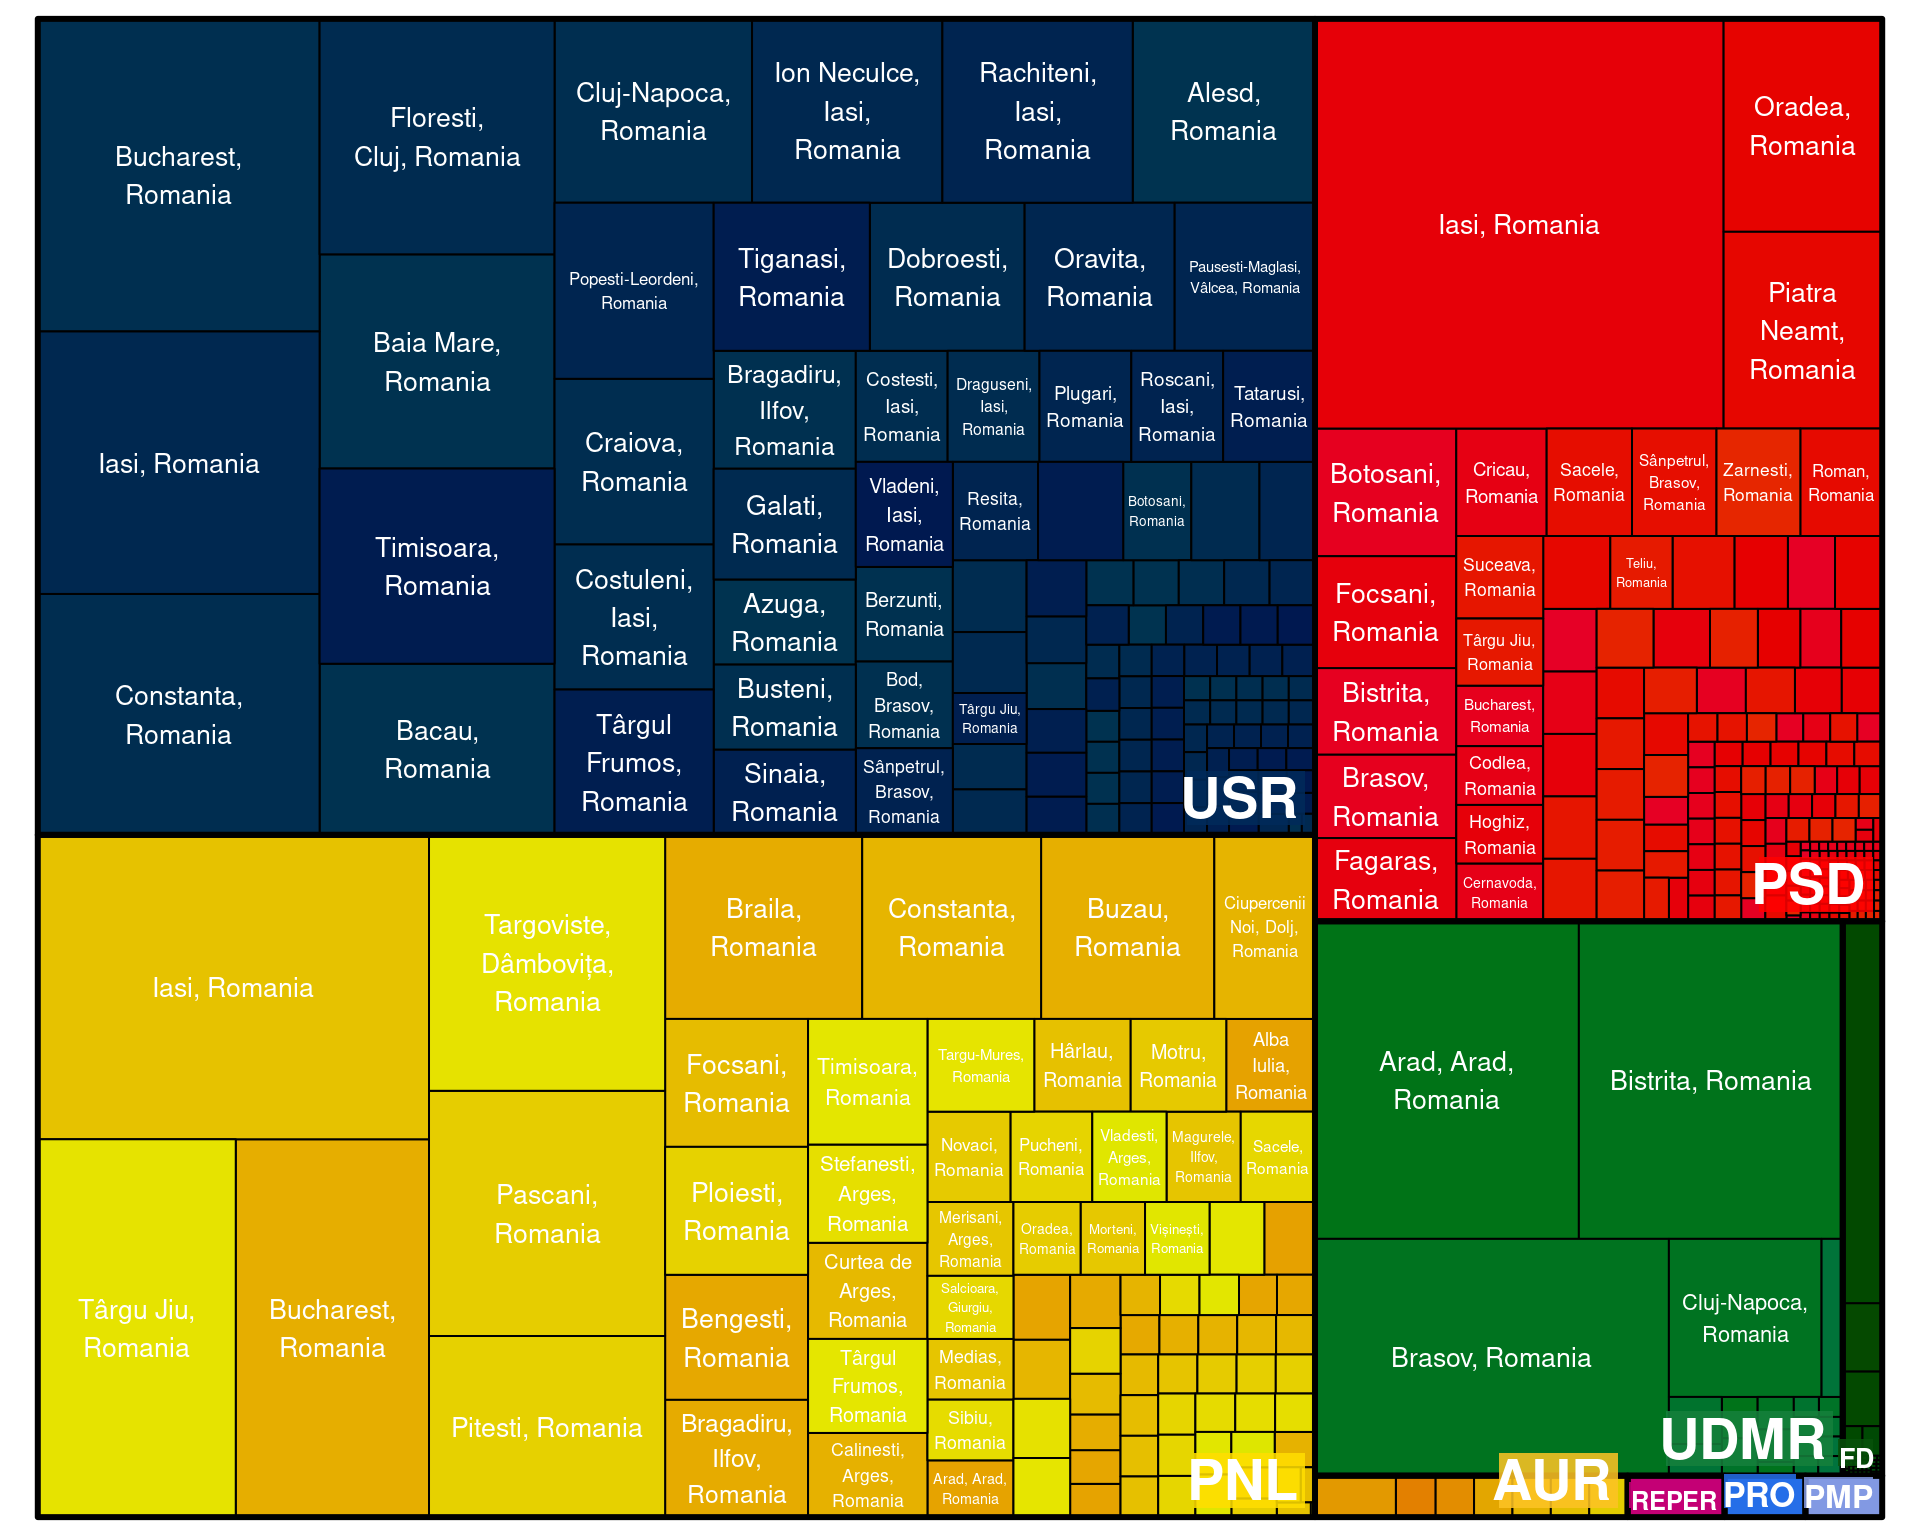 Bucharest,
Romania
Iasi, Romania
Constanta,
Romania
Floresti,
Cluj, Romania
Baia Mare,
Romania
Timisoara,
Romania
Bacau,
Romania
Cluj-Napoca,
Romania
Ion Neculce,
Iasi,
Romania
Rachiteni,
Iasi,
Romania
Alesd,
Romania
Popesti-Leordeni,
Romania
Craiova,
Romania
Costuleni,
Iasi,
Romania
Târgul
Frumos,
Romania
Tiganasi,
Romania
Dobroesti,
Romania
Oravita,
Romania
Pausesti-Maglasi,
Vâlcea, Romania
Bragadiru,
Ilfov,
Romania
Galati,
Romania
Azuga,
Romania
Busteni,
Romania
Sinaia,
Romania
Costesti,
Iasi,
Romania
Draguseni,
Iasi,
Romania
Plugari,
Romania
Roscani,
Iasi,
Romania
Tatarusi,
Romania
Vladeni,
Iasi,
Romania
Berzunti,
Romania
Bod,
Brasov,
Romania
Sânpetrul,
Brasov,
Romania
Resita,
Romania
Botosani,
Romania
Târgu Jiu,
Romania
USR
Iasi, Romania
Oradea,
Romania
Piatra
Neamt,
Romania
Botosani,
Romania
Focsani,
Romania
Bistrita,
Romania
Brasov,
Romania
Fagaras,
Romania
Cricau,
Romania
Sacele,
Romania
Sânpetrul,
Brasov,
Romania
Zarnesti,
Romania
Roman,
Romania
Suceava,
Romania
Târgu Jiu,
Romania
Bucharest,
Romania
Codlea,
Romania
Hoghiz,
Romania
Cernavoda,
Romania
Teliu,
Romania
PSD
Iasi, Romania
Târgu Jiu,
Romania
Bucharest,
Romania
Targoviste,
Dâmbovița,
Romania
Pascani,
Romania
Pitesti, Romania
Braila,
Romania
Constanta,
Romania
Buzau,
Romania
Ciupercenii
Noi, Dolj,
Romania
Focsani,
Romania
Ploiesti,
Romania
Bengesti,
Romania
Bragadiru,
Ilfov,
Romania
Timisoara,
Romania
Stefanesti,
Arges,
Romania
Curtea de
Arges,
Romania
Târgul
Frumos,
Romania
Calinesti,
Arges,
Romania
Targu-Mures,
Romania
Hârlau,
Romania
Motru,
Romania
Alba
Iulia,
Romania
Novaci,
Romania
Pucheni,
Romania
Vladesti,
Arges,
Romania
Magurele,
Ilfov,
Romania
Sacele,
Romania
Merisani,
Arges,
Romania
Salcioara,
Giurgiu,
Romania
Medias,
Romania
Sibiu,
Romania
Arad, Arad,
Romania
Oradea,
Romania
Morteni,
Romania
Vișinești,
Romania
PNL
Arad, Arad,
Romania
Bistrita, Romania
Brasov, Romania
Cluj-Napoca,
Romania
UDMR
FD
AUR
REPER
PRO
PMP